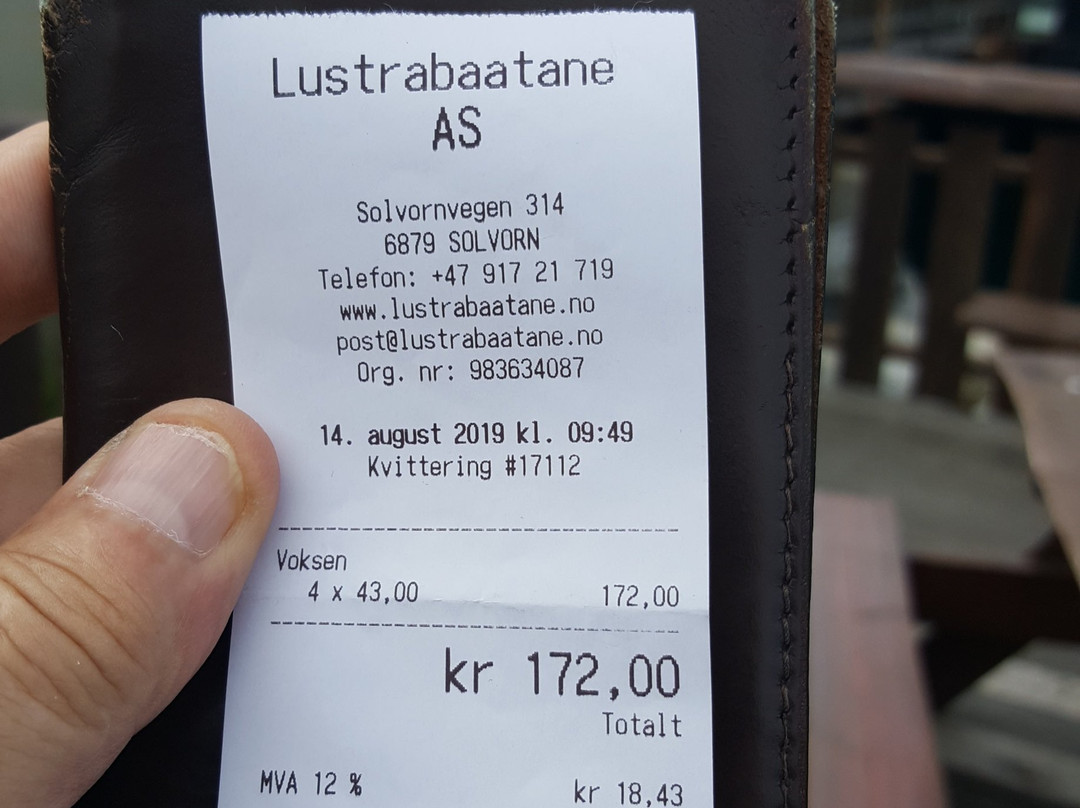 Lustrabaatane
AS
Solvornvegen 314
6879 SOLVORN
Telefon: +47 917 21 719
www.lustrabaatane.no
post@lustrabaatane.no
Org. nr: 983634087
14. august 2019 kl. 09:49
Kvittering #17112
Voksen
4 x 43,00 172,00
kr 172,00
Totalt
MVA 12 % kr 18,43